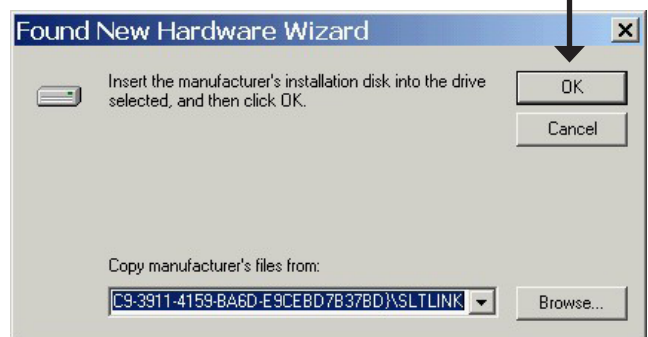 Found New Hardware Wizard
Insert the manufacturer's installation disk into the drive
selected, and then click OK.
OK
Cancel
Copy manufacturer's files from:
C9-3911-4159-BA6D-E9CEBD7B37BD}\SLTLINK
Browse...